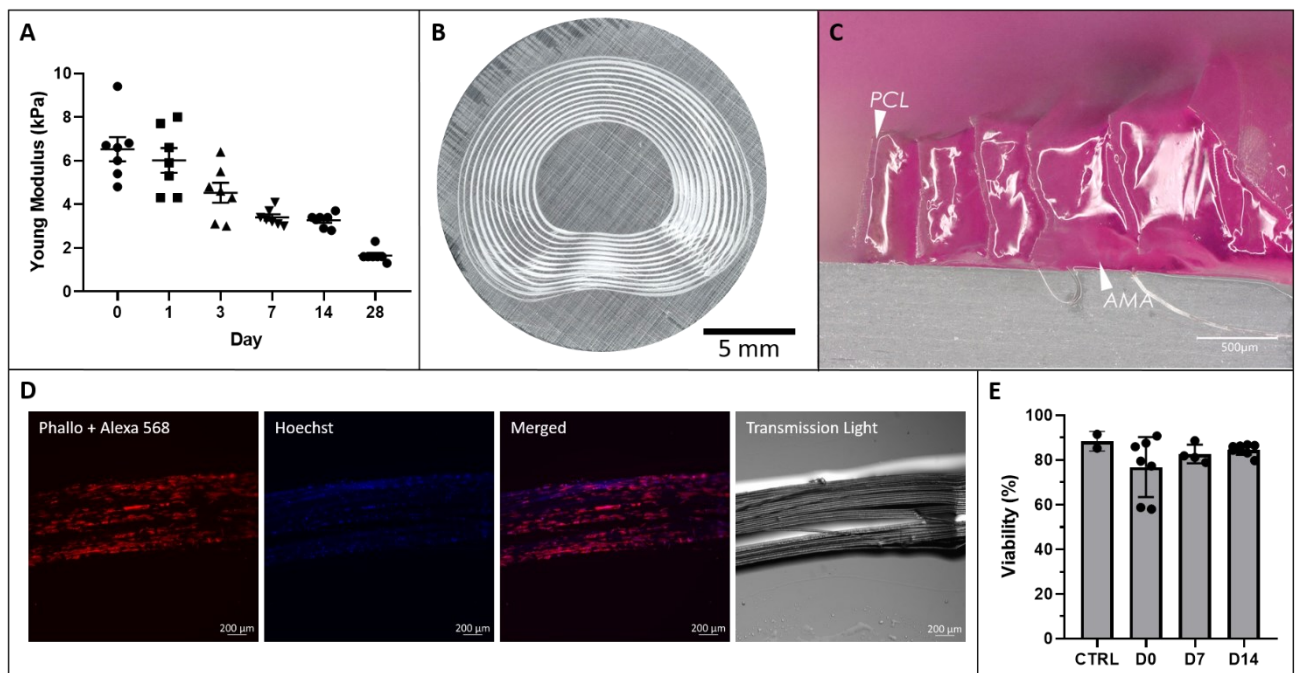 A
Young Modulus (kPa)
10
8
6
4
2
0
0 1 3 7 14 28
Day
B
5 mm
C
PCL
AMA
500µm
D
Phallo + Alexa 568
200 µm
Hoechst
200 µm
Merged
200 µm
Transmission Light
200 µm
E
Viability (%)
100
80
60
40
20
0
CTRL D0 D7 D14